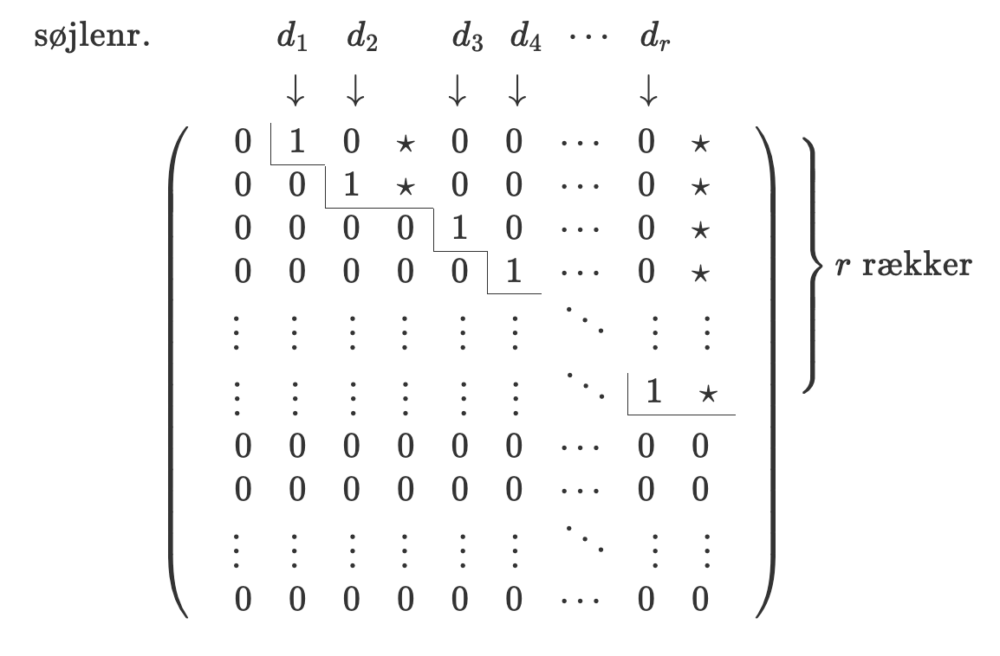 søjlenr. d₁ d₂ d₃ d₄ ⋯ d_r
↓ ↓ ↓ ↓ ↓
0 1 0 ⋆ 0 0 ⋯ 0 ⋆
0 0 1 ⋆ 0 0 ⋯ 0 ⋆
0 0 0 0 1 0 ⋯ 0 ⋆
0 0 0 0 0 1 ⋯ 0 ⋆
r rækker
⋮ ⋮ ⋮ ⋮ ⋮ ⋮ ⋱ ⋮ ⋮
⋮ ⋮ ⋮ ⋮ ⋮ ⋮ ⋱ 1 ⋆
0 0 0 0 0 0 ⋯ 0 0
0 0 0 0 0 0 ⋯ 0 0
⋮ ⋮ ⋮ ⋮ ⋮ ⋮ ⋱ ⋮ ⋮
0 0 0 0 0 0 ⋯ 0 0